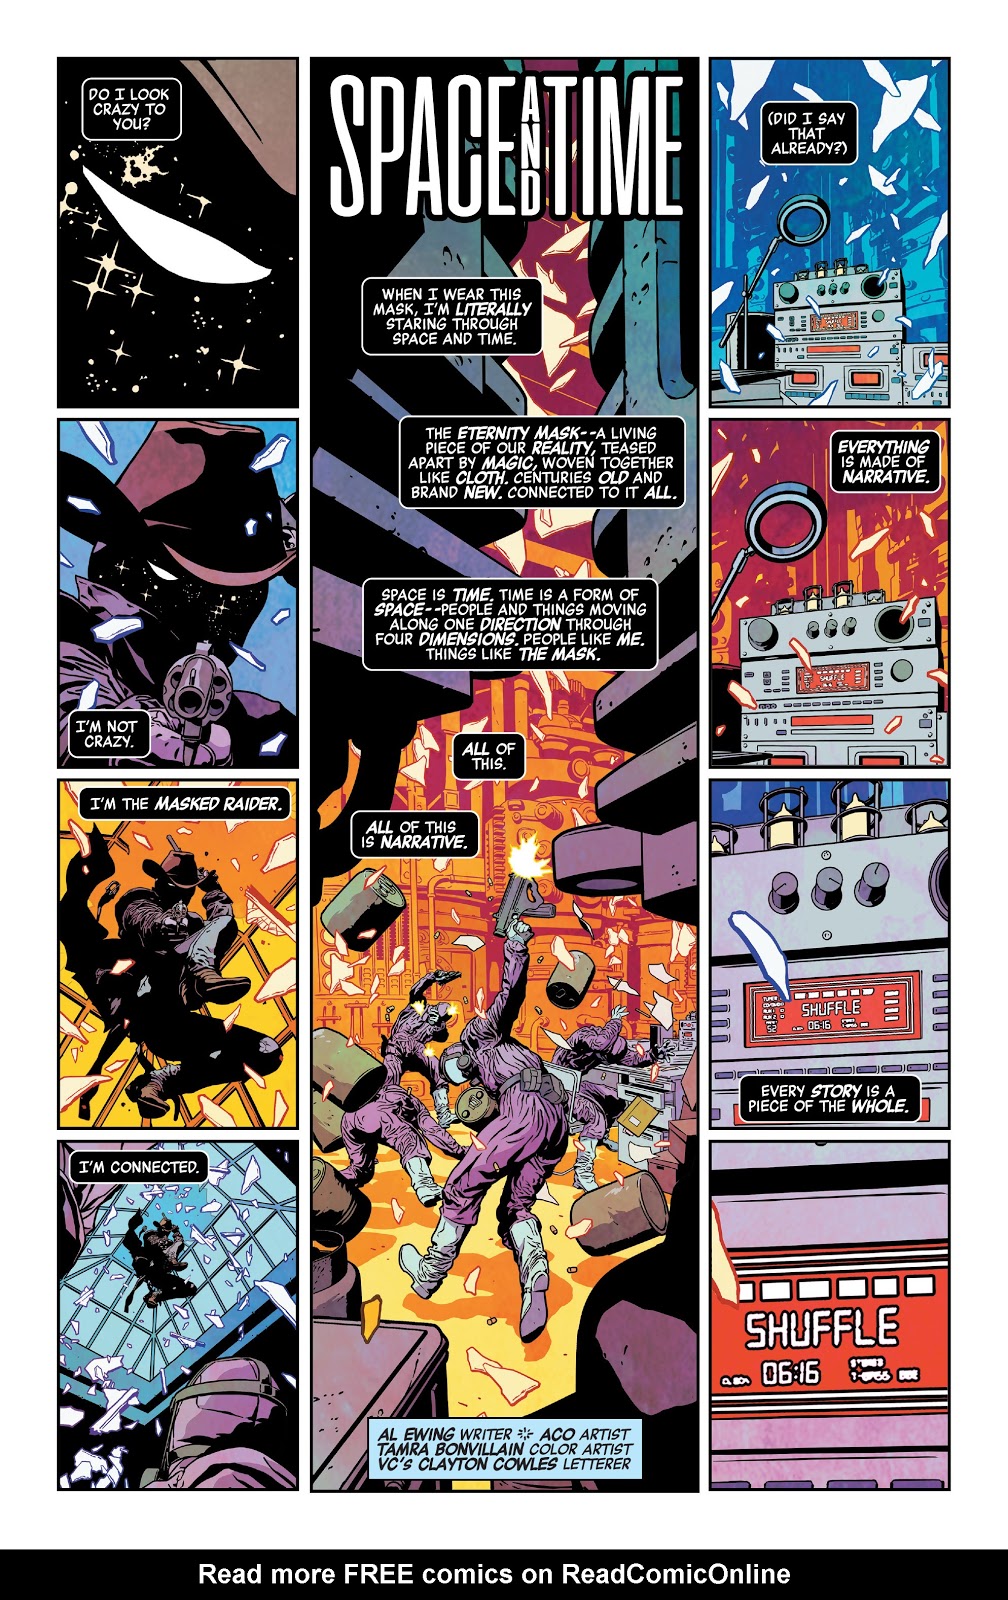 DO I LOOK
CRAZY TO
YOU?
I'M NOT
CRAZY.
I'M THE MASKED RAIDER.
I'M CONNECTED.
SPACE AND TIME
WHEN I WEAR THIS
MASK, I'M LITERALLY
STARING THROUGH
SPACE AND TIME.
THE ETERNITY MASK--A LIVING
PIECE OF OUR REALITY, TEASED
APART BY MAGIC, WOVEN TOGETHER
LIKE CLOTH. CENTURIES OLD AND
BRAND NEW. CONNECTED TO IT ALL.
SPACE IS TIME. TIME IS A FORM OF
SPACE--PEOPLE AND THINGS MOVING
ALONG ONE DIRECTION THROUGH
FOUR DIMENSIONS. PEOPLE LIKE ME.
THINGS LIKE THE MASK.
ALL OF
THIS.
ALL OF THIS
IS NARRATIVE.
AL EWING WRITER ACO ARTIST
TAMRA BONVILLAIN COLOR ARTIST
VC'S CLAYTON COWLES LETTERER
(DID I SAY
THAT
ALREADY?)
EVERYTHING
IS MADE OF
NARRATIVE.
SHUFFLE
SHUFFLE
06:16
EVERY STORY IS A
PIECE OF THE WHOLE.
SHUFFLE
06:16
Read more FREE comics on ReadComicOnline